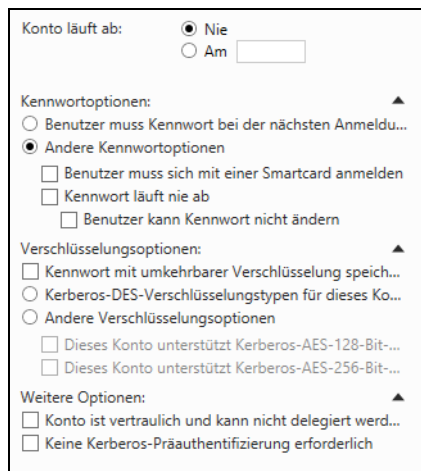 Konto läuft ab:
Nie
Am
Kennwortoptionen:
Benutzer muss Kennwort bei der nächsten Anmeldu...
Andere Kennwortoptionen
Benutzer muss sich mit einer Smartcard anmelden
Kennwort läuft nie ab
Benutzer kann Kennwort nicht ändern
Verschlüsselungsoptionen:
Kennwort mit umkehrbarer Verschlüsselung speich...
Kerberos-DES-Verschlüsselungstypen für dieses Ko...
Andere Verschlüsselungsoptionen
Dieses Konto unterstützt Kerberos-AES-128-Bit-...
Dieses Konto unterstützt Kerberos-AES-256-Bit-...
Weitere Optionen:
Konto ist vertraulich und kann nicht delegiert werd...
Keine Kerberos-Präauthentifizierung erforderlich